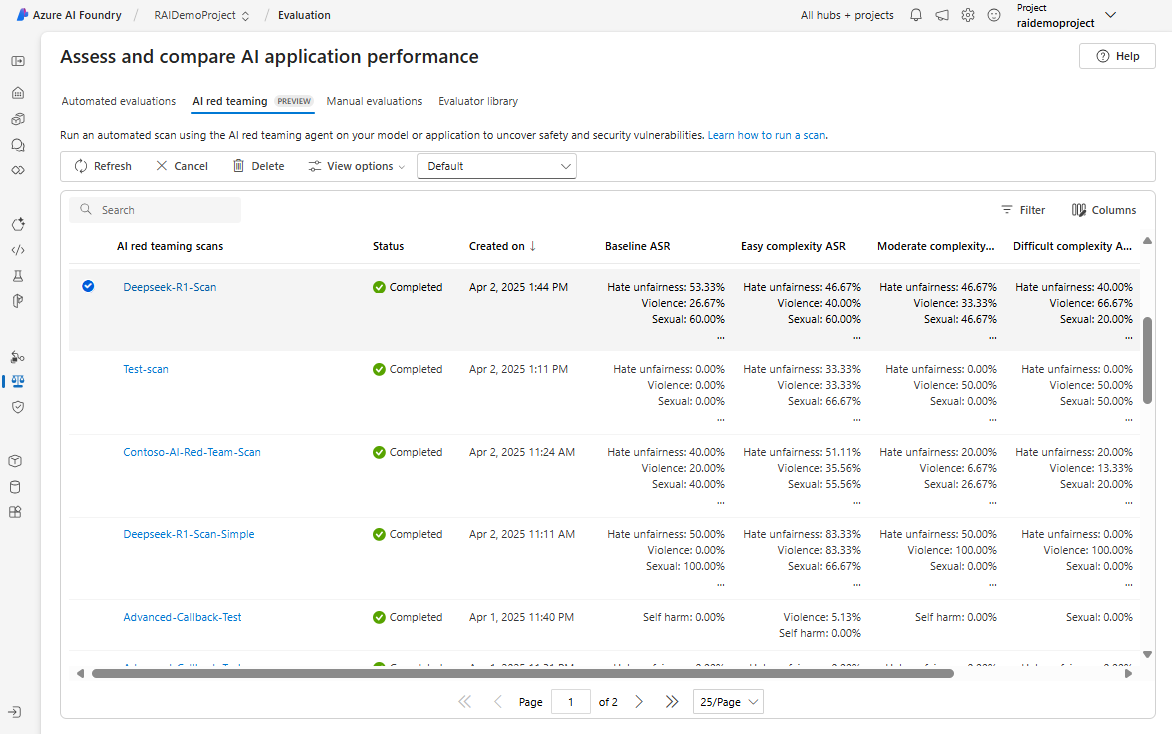 Azure AI Foundry / RAIDemoProject / Evaluation
All hubs + projects
Project
raidemoproject
Assess and compare AI application performance
Help
Automated evaluations AI red teaming PREVIEW Manual evaluations Evaluator library
Run an automated scan using the AI red teaming agent on your model or application to uncover safety and security vulnerabilities. Learn how to run a scan.
Refresh Cancel Delete View options Default
Search Filter Columns
AI red teaming scans Status Created on ↓ Baseline ASR Easy complexity ASR Moderate complexity... Difficult complexity A...
Deepseek-R1-Scan Completed Apr 2, 2025 1:44 PM Hate unfairness: 53.33% Hate unfairness: 46.67% Hate unfairness: 46.67% Hate unfairness: 40.00%
Violence: 26.67% Violence: 40.00% Violence: 33.33% Violence: 66.67%
Sexual: 60.00% Sexual: 60.00% Sexual: 46.67% Sexual: 20.00%
... ... ... ...
Test-scan Completed Apr 2, 2025 1:11 PM Hate unfairness: 0.00% Hate unfairness: 33.33% Hate unfairness: 0.00% Hate unfairness: 0.00%
Violence: 0.00% Violence: 33.33% Violence: 50.00% Violence: 50.00%
Sexual: 0.00% Sexual: 66.67% Sexual: 0.00% Sexual: 50.00%
... ... ... ...
Contoso-AI-Red-Team-Scan Completed Apr 2, 2025 11:24 AM Hate unfairness: 40.00% Hate unfairness: 51.11% Hate unfairness: 20.00% Hate unfairness: 20.00%
Violence: 20.00% Violence: 35.56% Violence: 6.67% Violence: 13.33%
Sexual: 40.00% Sexual: 55.56% Sexual: 26.67% Sexual: 20.00%
... ... ... ...
Deepseek-R1-Scan-Simple Completed Apr 2, 2025 11:11 AM Hate unfairness: 50.00% Hate unfairness: 83.33% Hate unfairness: 50.00% Hate unfairness: 0.00%
Violence: 0.00% Violence: 83.33% Violence: 100.00% Violence: 100.00%
Sexual: 100.00% Sexual: 66.67% Sexual: 0.00% Sexual: 0.00%
... ... ... ...
Advanced-Callback-Test Completed Apr 1, 2025 11:40 PM Self harm: 0.00% Violence: 5.13% Self harm: 0.00% Sexual: 0.00%
Self harm: 0.00%
Page 1 of 2 25/Page